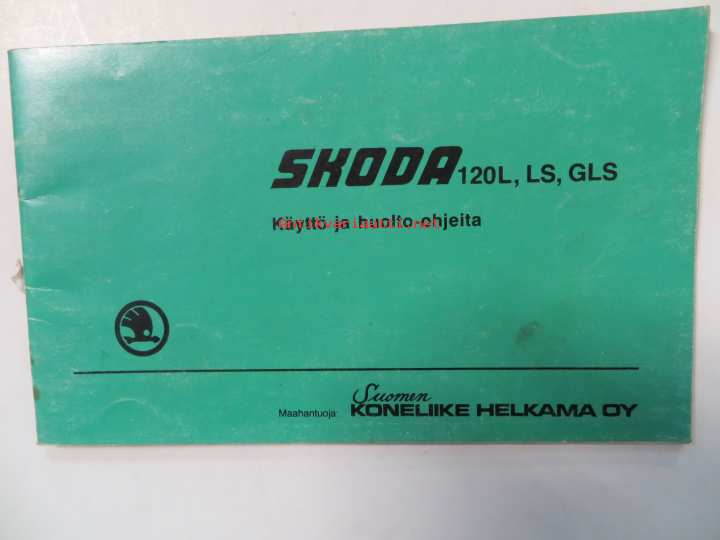 SKODA 120L, LS, GLS
Käyttö ja huolto-ohjeita
Maahantuoja: Suomen
KONELIIKE HELKAMA OY